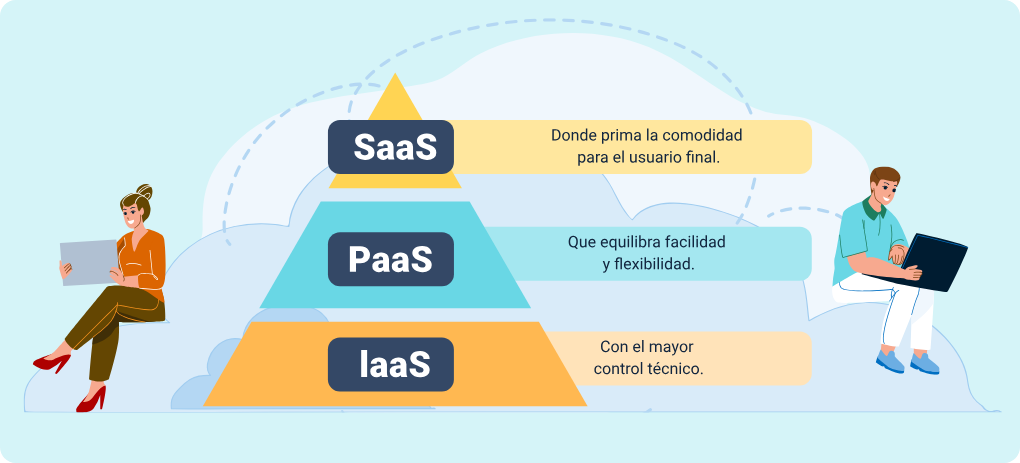 SaaS
Donde prima la comodidad
para el usuario final.
PaaS
Que equilibra facilidad
y flexibilidad.
IaaS
Con el mayor
control técnico.